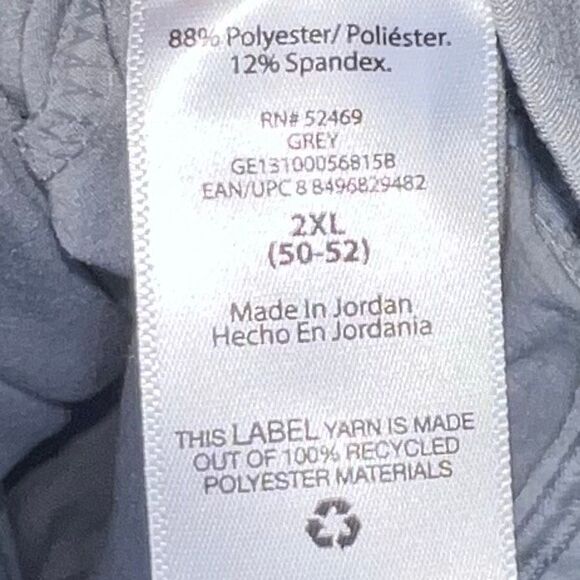 88% Polyester/ Poliéster.
12% Spandex.
RN# 52469
GREY
GE13100056815B
EAN/UPC 8 8496829482
2XL
(50-52)
Made In Jordan
Hecho En Jordania
THIS LABEL YARN IS MADE
OUT OF 100% RECYCLED
POLYESTER MATERIALS